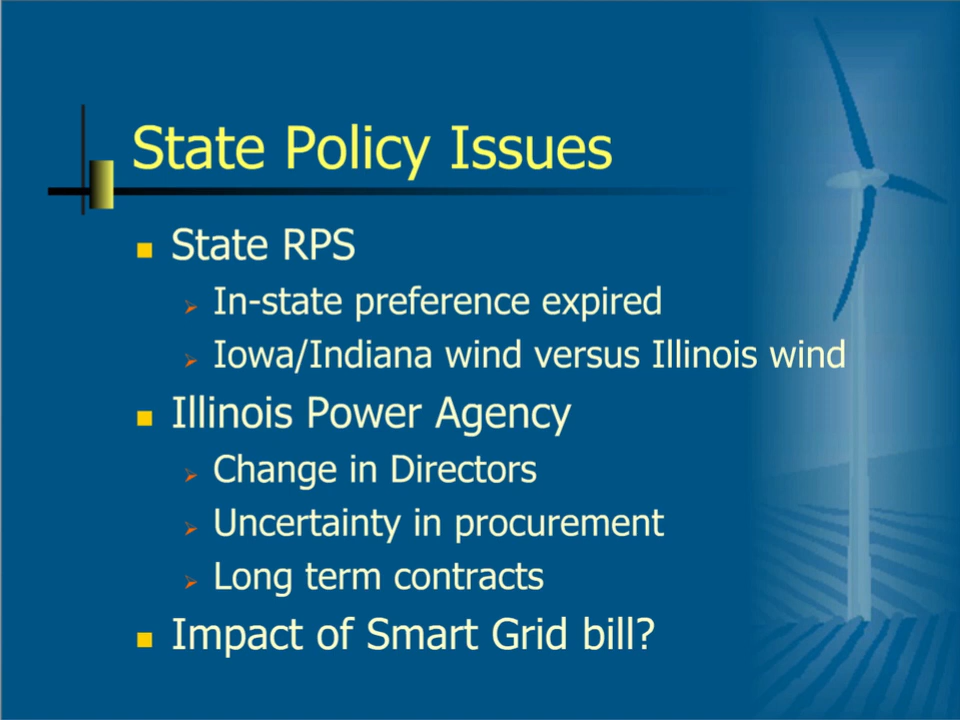 State Policy Issues
State RPS
In-state preference expired
Iowa/Indiana wind versus Illinois wind
Illinois Power Agency
Change in Directors
Uncertainty in procurement
Long term contracts
Impact of Smart Grid bill?